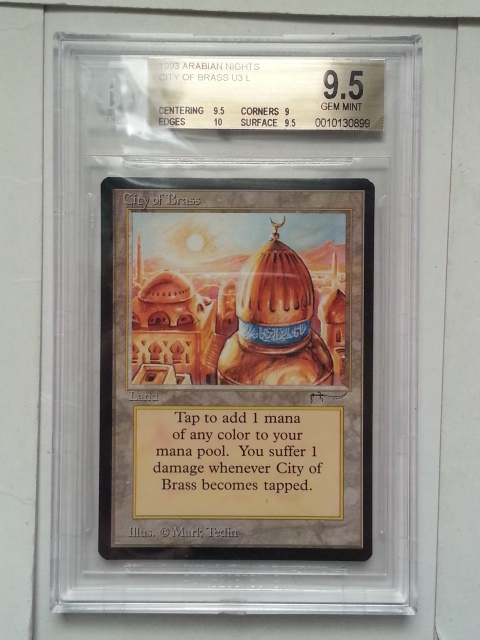 1993 ARABIAN NIGHTS
CITY OF BRASS U3 L
CENTERING 9.5 CORNERS 9
EDGES 10 SURFACE 9.5
9.5
GEM MINT
0010130899
City of Brass
Land
Tap to add 1 mana
of any color to your
mana pool. You suffer 1
damage whenever City of
Brass becomes tapped.
Illus. © Mark Tedin